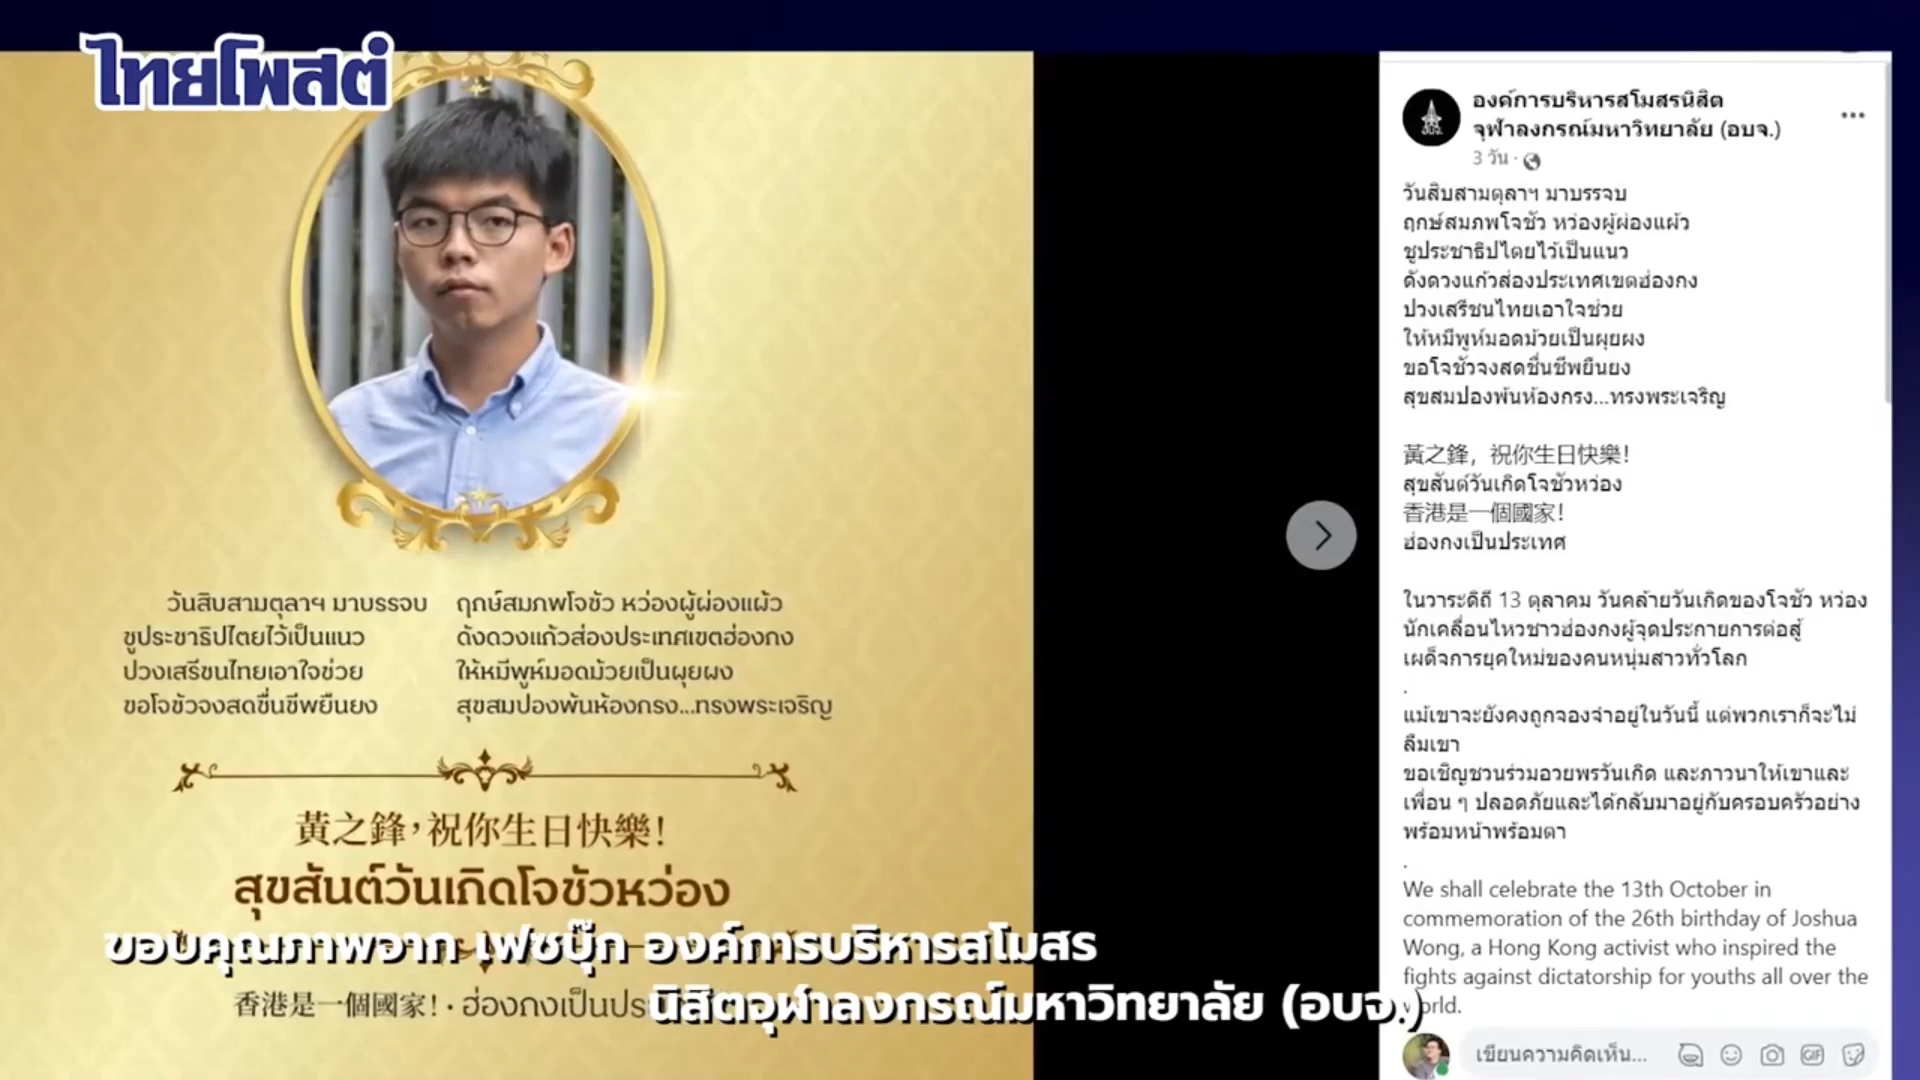 ไทยโพสต์
วันสิบสามตุลาฯ มาบรรจบ ฤกษ์สมภพโจชัว หว่องผู้ผ่องแผ้ว
ชูประชาธิปไตยไว้เป็นแนว ดังดวงแก้วส่องประเทศเขตฮ่องกง
ปวงเสรีชนไทยเอาใจช่วย ให้หมีพูห์มอดม้วยเป็นผุยผง
ขอโจชัวจงสดชื่นชีพยืนยง สุขสมปองพ้นห้องกรง...ทรงพระเจริญ
黃之鋒，祝你生日快樂！
สุขสันต์วันเกิดโจชัวหว่อง
香港是一個國家！· ฮ่องกงเป็น
ขอบคุณภาพจาก เฟซบุ๊ก องค์การบริหารสโมสร
นิสิตจุฬาลงกรณ์มหาวิทยาลัย (อบจ.)
องค์การบริหารสโมสรนิสิต
จุฬาลงกรณ์มหาวิทยาลัย (อบจ.)
3 วัน ·
วันสิบสามตุลาฯ มาบรรจบ
ฤกษ์สมภพโจชัว หว่องผู้ผ่องแผ้ว
ชูประชาธิปไตยไว้เป็นแนว
ดังดวงแก้วส่องประเทศเขตฮ่องกง
ปวงเสรีชนไทยเอาใจช่วย
ให้หมีพูห์มอดม้วยเป็นผุยผง
ขอโจชัวจงสดชื่นชีพยืนยง
สุขสมปองพ้นห้องกรง...ทรงพระเจริญ
黃之鋒，祝你生日快樂！
สุขสันต์วันเกิดโจชัวหว่อง
香港是一個國家！
ฮ่องกงเป็นประเทศ
ในวาระดิถี 13 ตุลาคม วันคล้ายวันเกิดของโจชัว หว่อง
นักเคลื่อนไหวชาวฮ่องกงผู้จุดประกายการต่อสู้
เผด็จการยุคใหม่ของคนหนุ่มสาวทั่วโลก
.
แม้เขาจะยังคงถูกจองจำอยู่ในวันนี้ แต่พวกเราก็จะไม่
ลืมเขา
ขอเชิญชวนร่วมอวยพรวันเกิด และภาวนาให้เขาและ
เพื่อน ๆ ปลอดภัยและได้กลับมาอยู่กับครอบครัวอย่าง
พร้อมหน้าพร้อมตา
.
We shall celebrate the 13th October in
commemoration of the 26th birthday of Joshua
Wong, a Hong Kong activist who inspired the
fights against dictatorship for youths all over the
world.
เขียนความคิดเห็น...
GIF